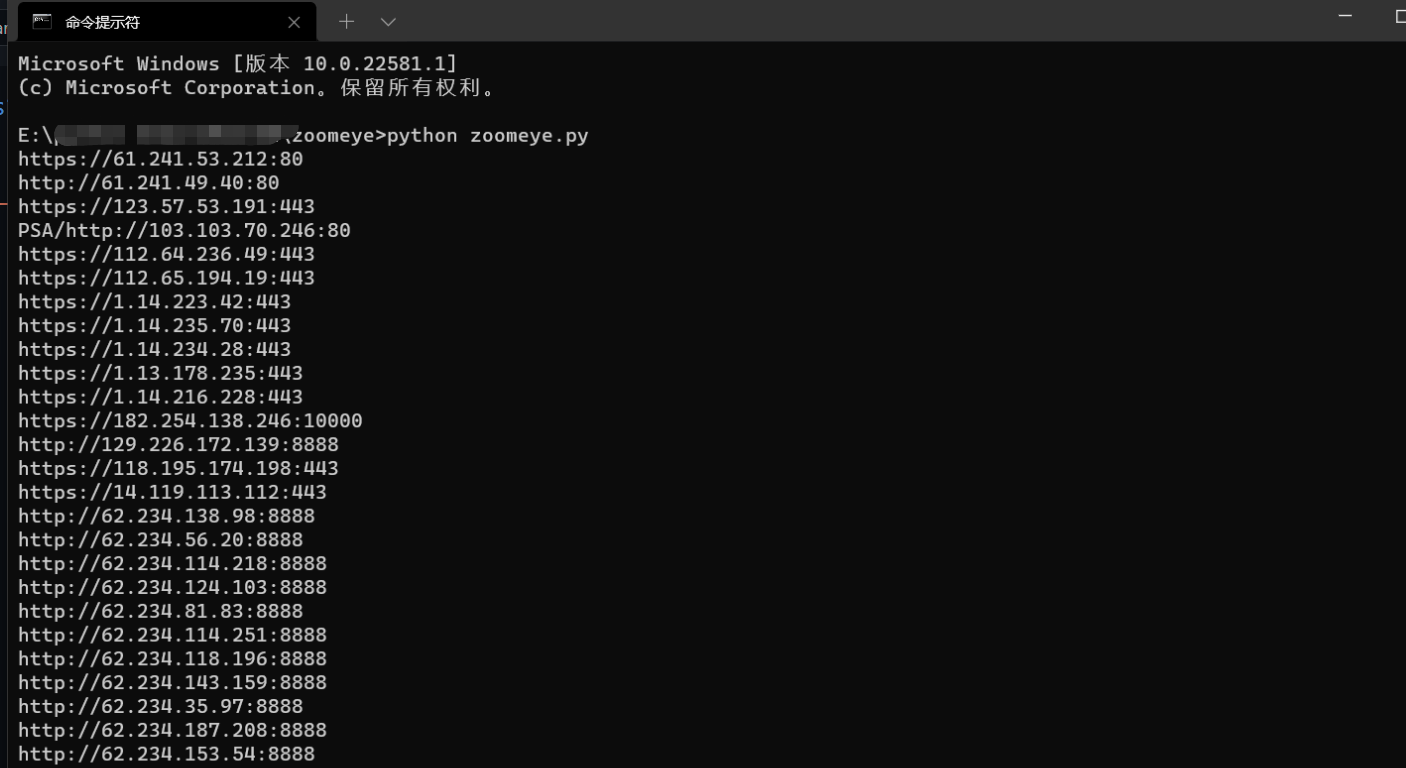 命令提示符
Microsoft Windows [版本 10.0.22581.1]
(c) Microsoft Corporation。保留所有权利。
E:\ \zoomeye>python zoomeye.py
https://61.241.53.212:80
http://61.241.49.40:80
https://123.57.53.191:443
PSA/http://103.103.70.246:80
https://112.64.236.49:443
https://112.65.194.19:443
https://1.14.223.42:443
https://1.14.235.70:443
https://1.14.234.28:443
https://1.13.178.235:443
https://1.14.216.228:443
https://182.254.138.246:10000
http://129.226.172.139:8888
https://118.195.174.198:443
https://14.119.113.112:443
http://62.234.138.98:8888
http://62.234.56.20:8888
http://62.234.114.218:8888
http://62.234.124.103:8888
http://62.234.81.83:8888
http://62.234.114.251:8888
http://62.234.118.196:8888
http://62.234.143.159:8888
http://62.234.35.97:8888
http://62.234.187.208:8888
http://62.234.153.54:8888